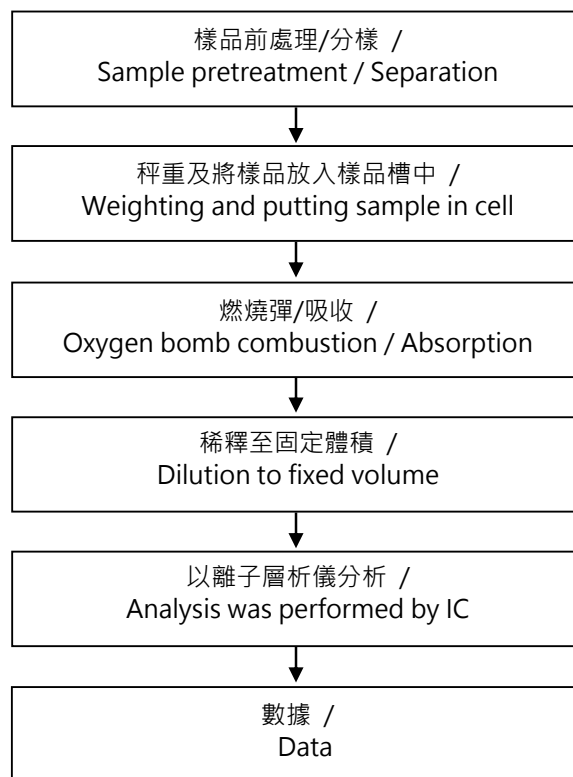 樣品前處理/分樣 /
Sample pretreatment / Separation
秤重及將樣品放入樣品槽中 /
Weighting and putting sample in cell
燃燒彈/吸收 /
Oxygen bomb combustion / Absorption
稀釋至固定體積 /
Dilution to fixed volume
以離子層析儀分析 /
Analysis was performed by IC
數據 /
Data